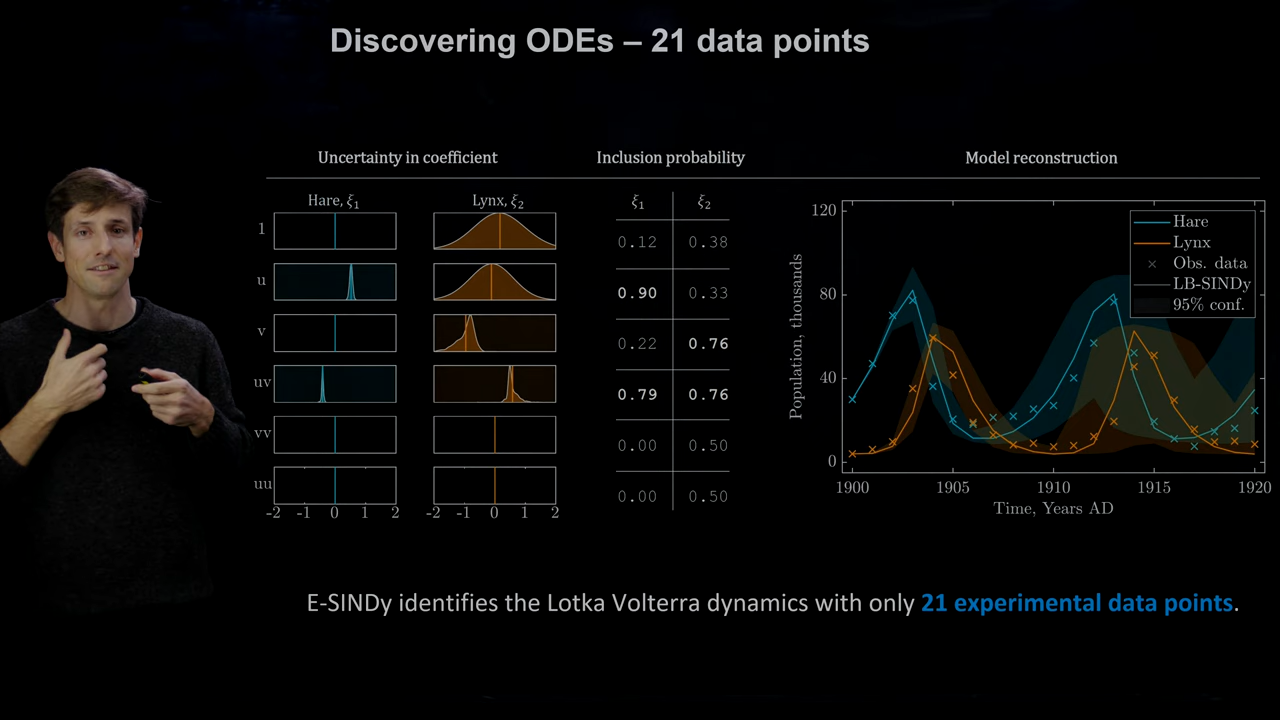 Discovering ODEs – 21 data points
Uncertainty in coefficient
Inclusion probability
Model reconstruction
Hare, ξ₁
Lynx, ξ₂
ξ₁ ξ₂
1
u
v
uv
vv
uu
-2 -1 0 1 2
-2 -1 0 1 2
0.12 0.38
0.90 0.33
0.22 0.76
0.79 0.76
0.00 0.50
0.00 0.50
Population, thousands
120
80
40
0
Hare
Lynx
Obs. data
LB-SINDy
95% conf.
1900 1905 1910 1915 1920
Time, Years AD
E-SINDy identifies the Lotka Volterra dynamics with only 21 experimental data points.